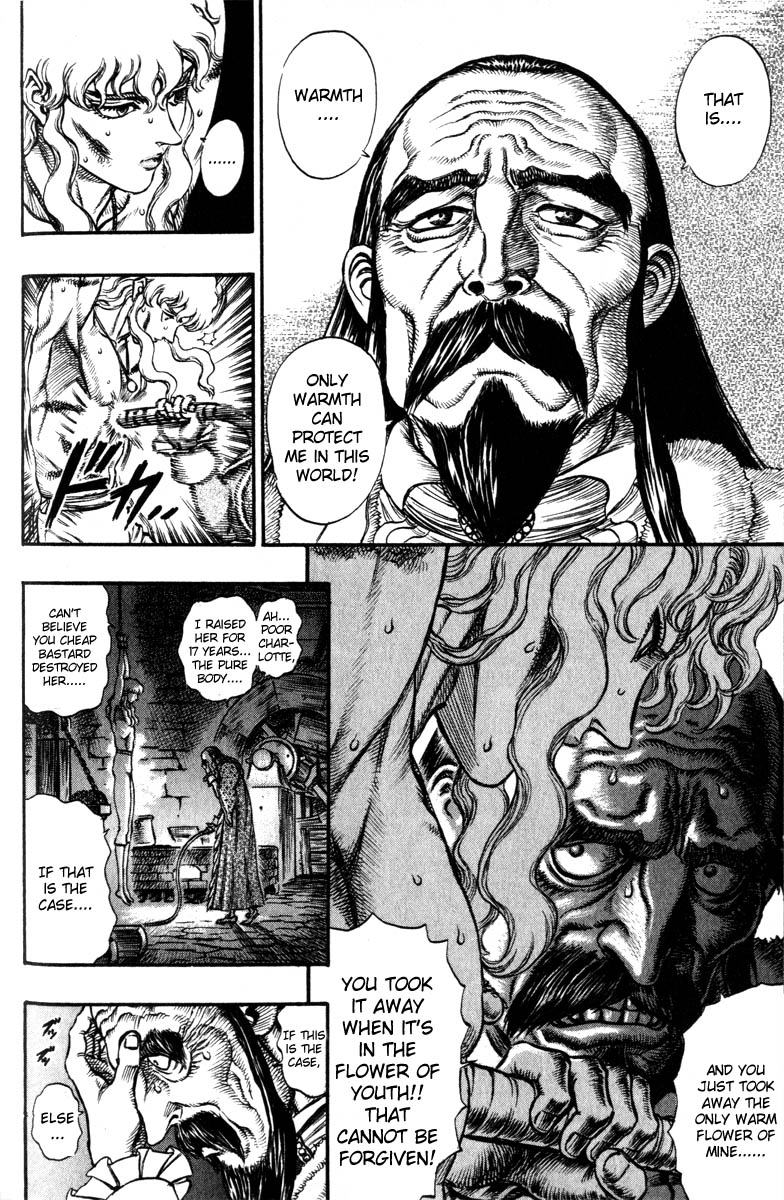 THAT
IS....
WARMTH
....
ONLY
WARMTH
CAN
PROTECT
ME IN THIS
WORLD!
.......
ドカッ
AND YOU
JUST TOOK
AWAY THE
ONLY WARM
FLOWER OF
MINE......
YOU TOOK
IT AWAY
WHEN IT'S
IN THE
FLOWER OF
YOUTH!!
THAT
CANNOT BE
FORGIVEN!
AH...
POOR
CHAR-
LOTTE,
I RAISED
HER FOR
17 YEARS...
THE PURE
BODY....
CAN'T
BELIEVE
YOU CHEAP
BASTARD
DESTROYED
HER.....
IF THAT
IS THE
CASE....
IF THIS
IS THE
CASE,
ELSE
...